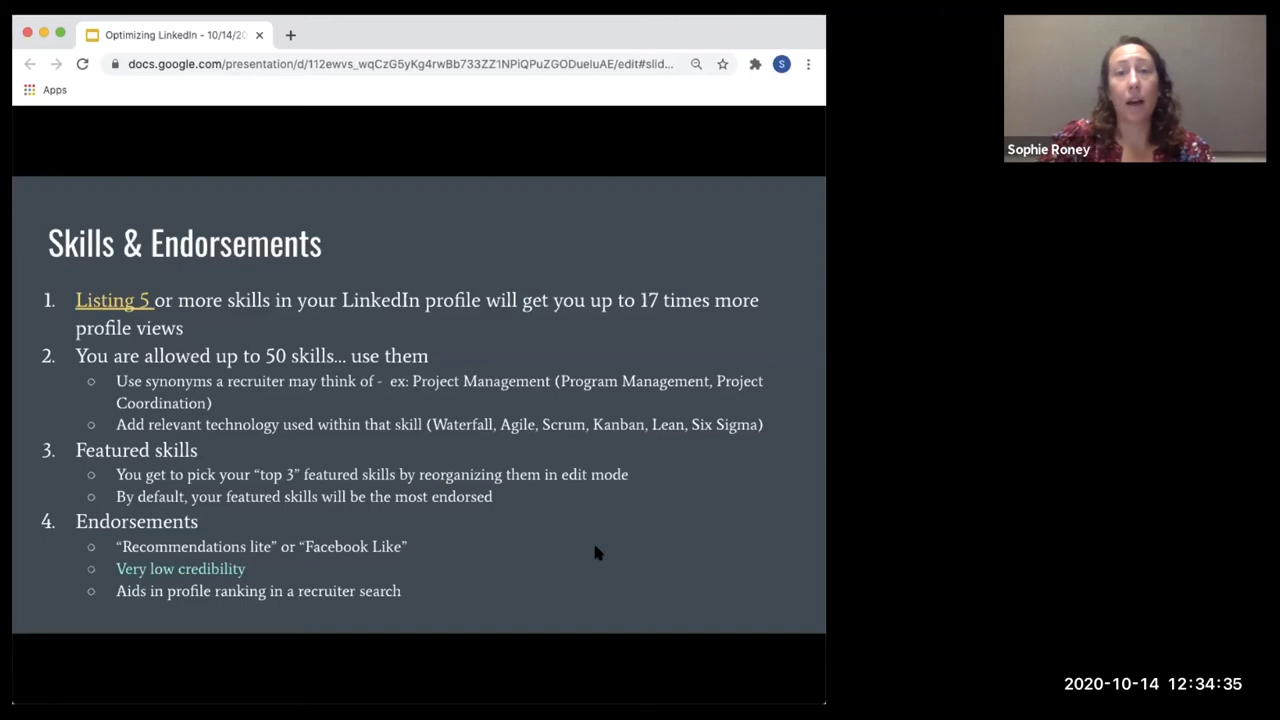 Optimizing LinkedIn - 10/14/20
docs.google.com/presentation/d/112ewvs_wqCzG5yKg4rwBb733ZZ1NPiQPuZGODueluAE/edit#slid...
S
Apps
Sophie Roney
Skills & Endorsements
1. Listing 5 or more skills in your LinkedIn profile will get you up to 17 times more
profile views
2. You are allowed up to 50 skills... use them
○ Use synonyms a recruiter may think of - ex: Project Management (Program Management, Project
Coordination)
○ Add relevant technology used within that skill (Waterfall, Agile, Scrum, Kanban, Lean, Six Sigma)
3. Featured skills
○ You get to pick your “top 3” featured skills by reorganizing them in edit mode
○ By default, your featured skills will be the most endorsed
4. Endorsements
○ “Recommendations lite” or “Facebook Like”
○ Very low credibility
○ Aids in profile ranking in a recruiter search
2020-10-14 12:34:35